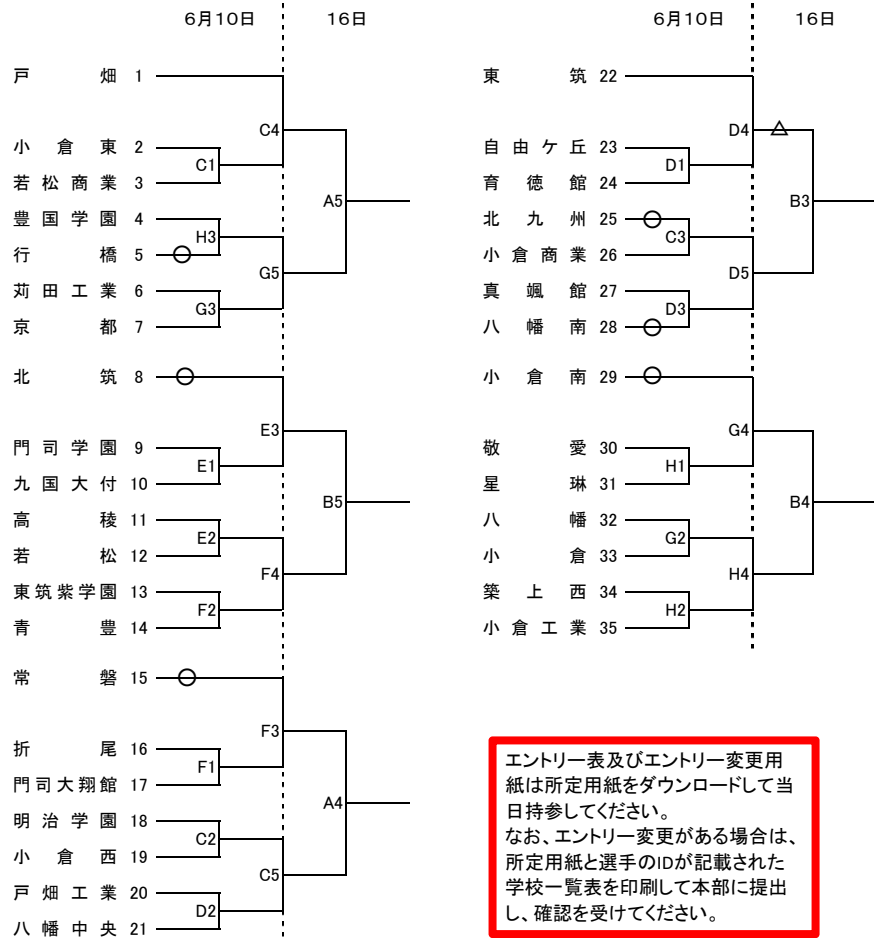 6月10日 16日
戸畑 1
C4
小倉東 2
C1
若松商業 3
A5
豊国学園 4
H3
行橋 5
G5
苅田工業 6
G3
京都 7
北筑 8
E3
門司学園 9
E1
九国大付 10
B5
高稜 11
E2
若松 12
F4
東筑紫学園 13
F2
青豊 14
常磐 15
F3
折尾 16
F1
門司大翔館 17
A4
明治学園 18
C2
小倉西 19
C5
戸畑工業 20
D2
八幡中央 21
6月10日 16日
東筑 22
D4
自由ケ丘 23
D1
育徳館 24
B3
北九州 25
C3
小倉商業 26
D5
真颯館 27
D3
八幡南 28
小倉南 29
G4
敬愛 30
H1
星琳 31
B4
八幡 32
G2
小倉 33
H4
築上西 34
H2
小倉工業 35
エントリー表及びエントリー変更用
紙は所定用紙をダウンロードして当
日持参してください。
なお、エントリー変更がある場合は、
所定用紙と選手のIDが記載された
学校一覧表を印刷して本部に提出
し、確認を受けてください。